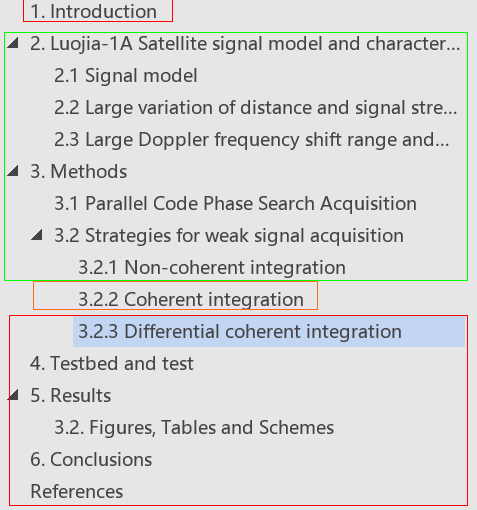 1. Introduction
2. Luojia-1A Satellite signal model and character...
2.1 Signal model
2.2 Large variation of distance and signal stre...
2.3 Large Doppler frequency shift range and...
3. Methods
3.1 Parallel Code Phase Search Acquisition
3.2 Strategies for weak signal acquisition
3.2.1 Non-coherent integration
3.2.2 Coherent integration
3.2.3 Differential coherent integration
4. Testbed and test
5. Results
3.2. Figures, Tables and Schemes
6. Conclusions
References